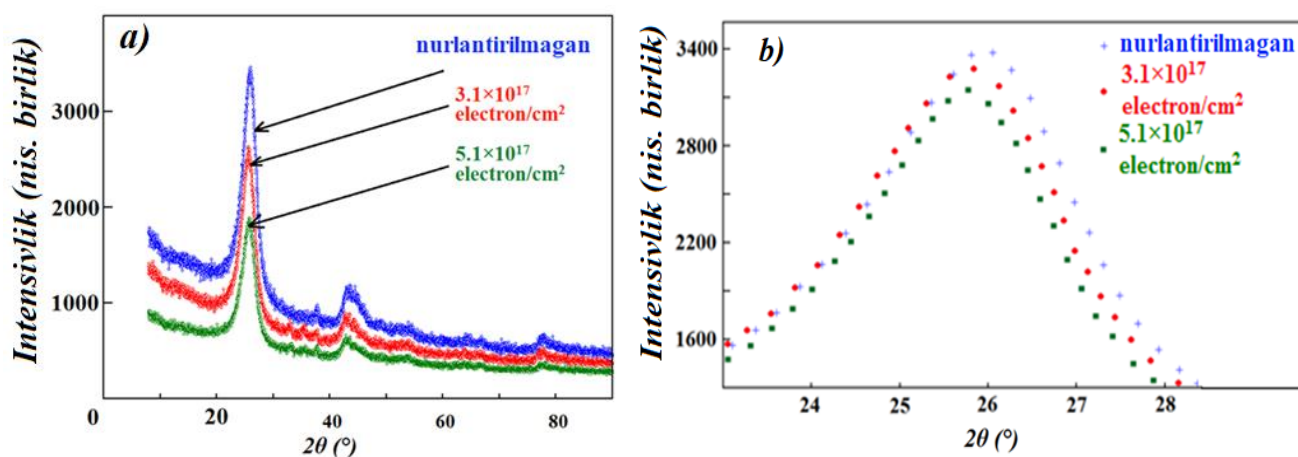 a)
nurlantirilmagan
3.1×10¹⁷
electron/cm²
5.1×10¹⁷
electron/cm²
Intensivlik (nis. birlik)
3000
2000
1000
0
20
40
60
80
2θ (°)
b)
nurlantirilmagan
3.1×10¹⁷
electron/cm²
5.1×10¹⁷
electron/cm²
Intensivlik (nis. birlik)
3400
2800
2200
1600
24
25
26
27
28
2θ (°)